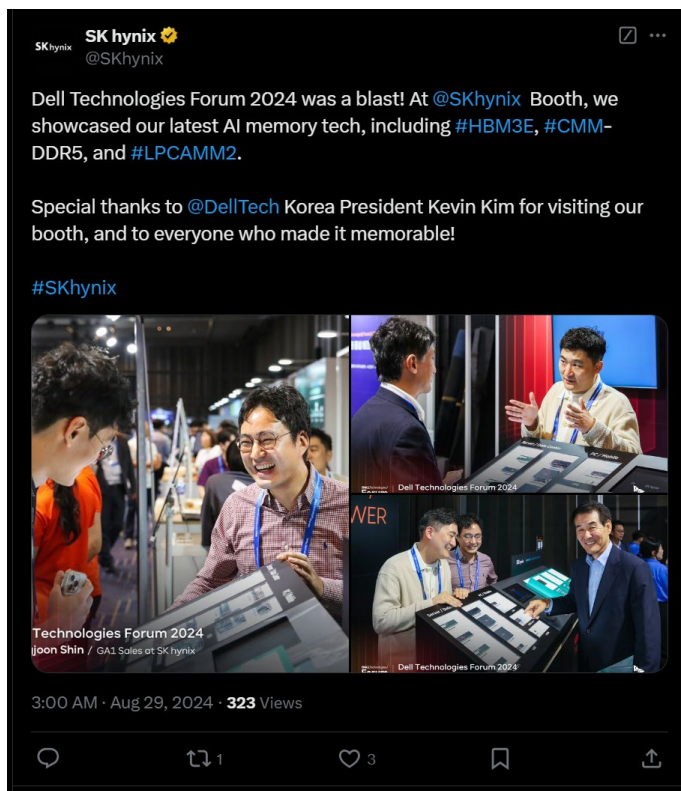 SK hynix
@SKhynix
SK hynix
Dell Technologies Forum 2024 was a blast! At @SKhynix Booth, we
showcased our latest AI memory tech, including #HBM3E, #CMM-
DDR5, and #LPCAMM2.
Special thanks to @DellTech Korea President Kevin Kim for visiting our
booth, and to everyone who made it memorable!
#SKhynix
Technologies Forum 2024
joon Shin / GA1 Sales at SK hynix
Dell Technologies Forum 2024
WER
Dell Technologies Forum 2024
3:00 AM · Aug 29, 2024 · 323 Views
1
3